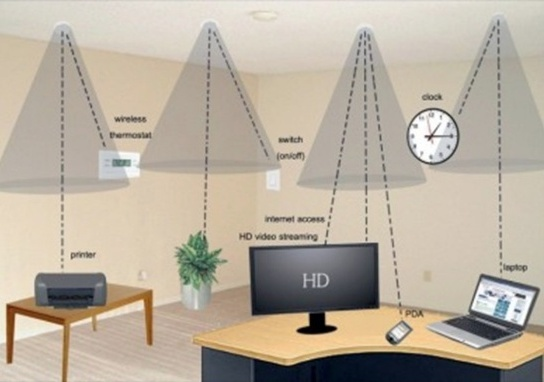 clock
wireless
thermostat
switch
(on/off)
internet access
HD video streaming
printer
laptop
HD
PDA